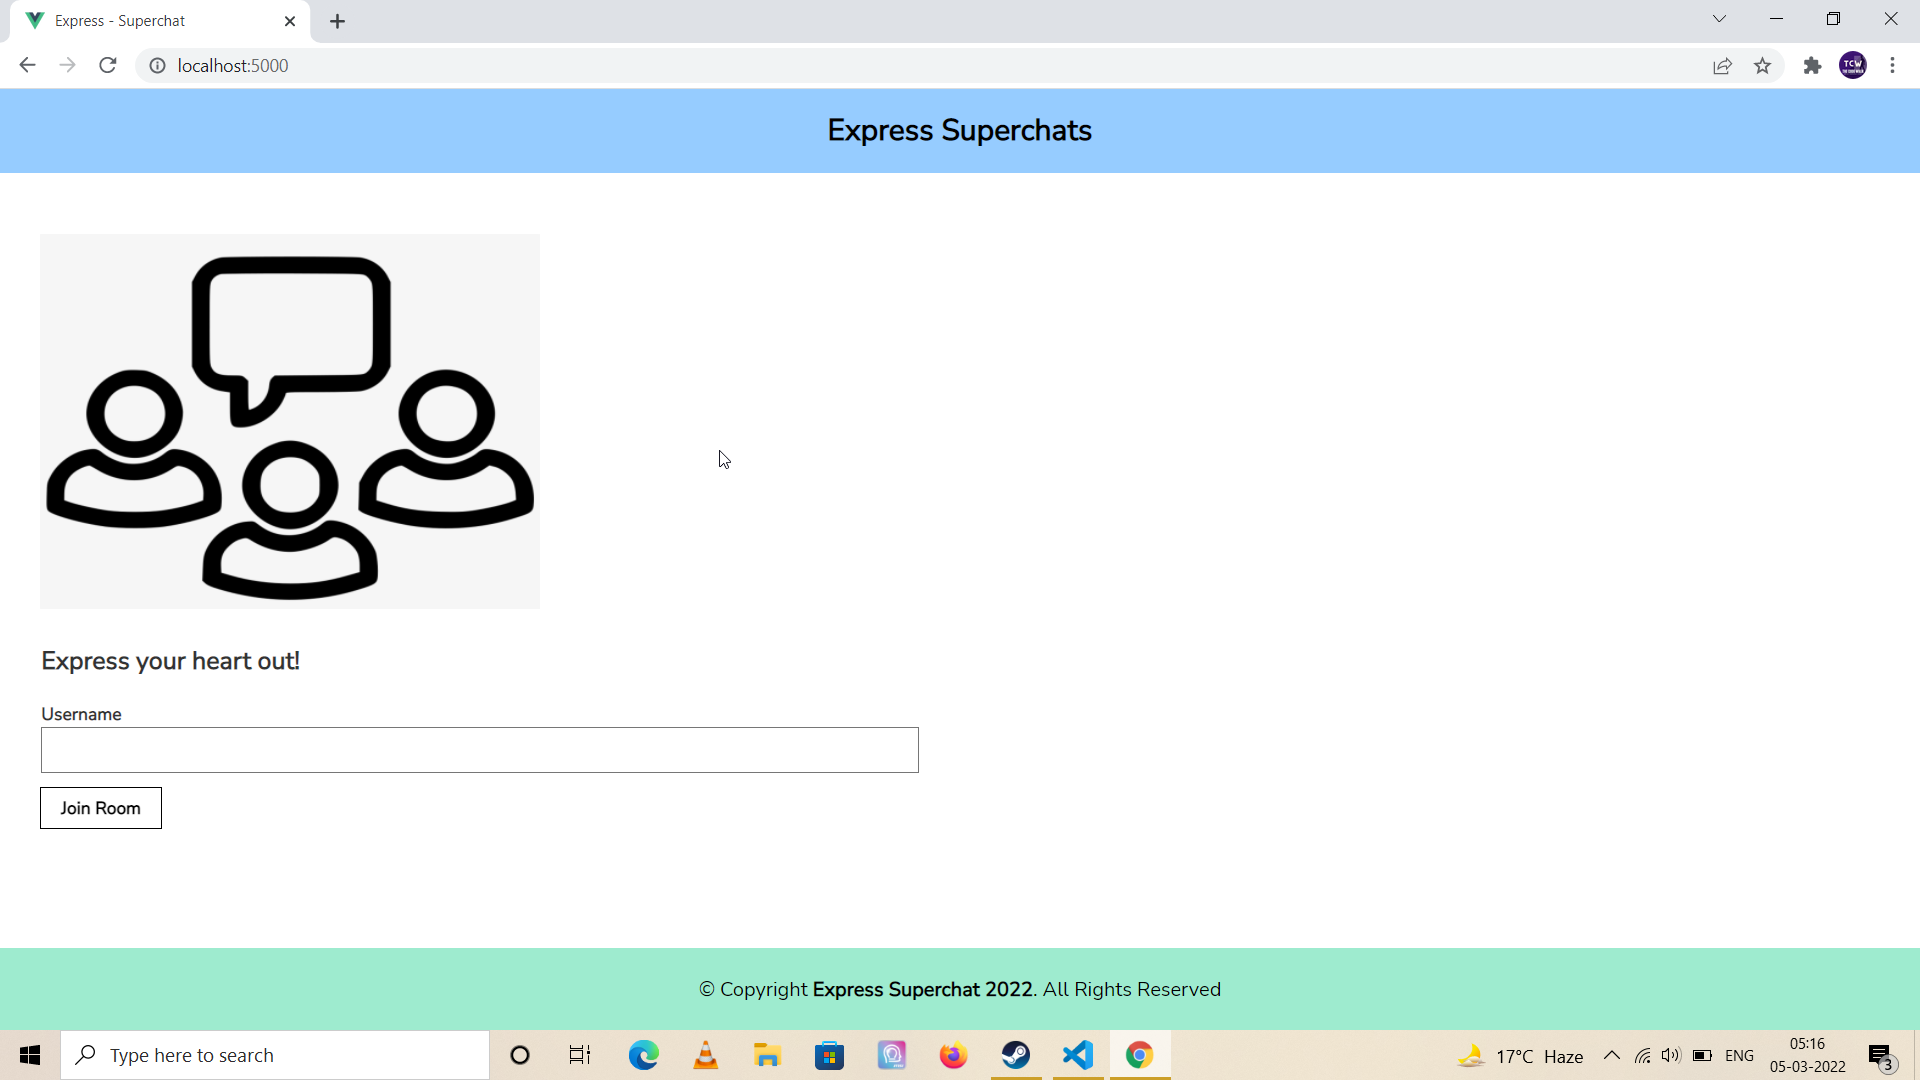 Express - Superchat
localhost:5000
TCW
Express Superchats
Express your heart out!
Username
Join Room
© Copyright Express Superchat 2022. All Rights Reserved
Type here to search
17°C Haze
ENG
05:16
05-03-2022
3